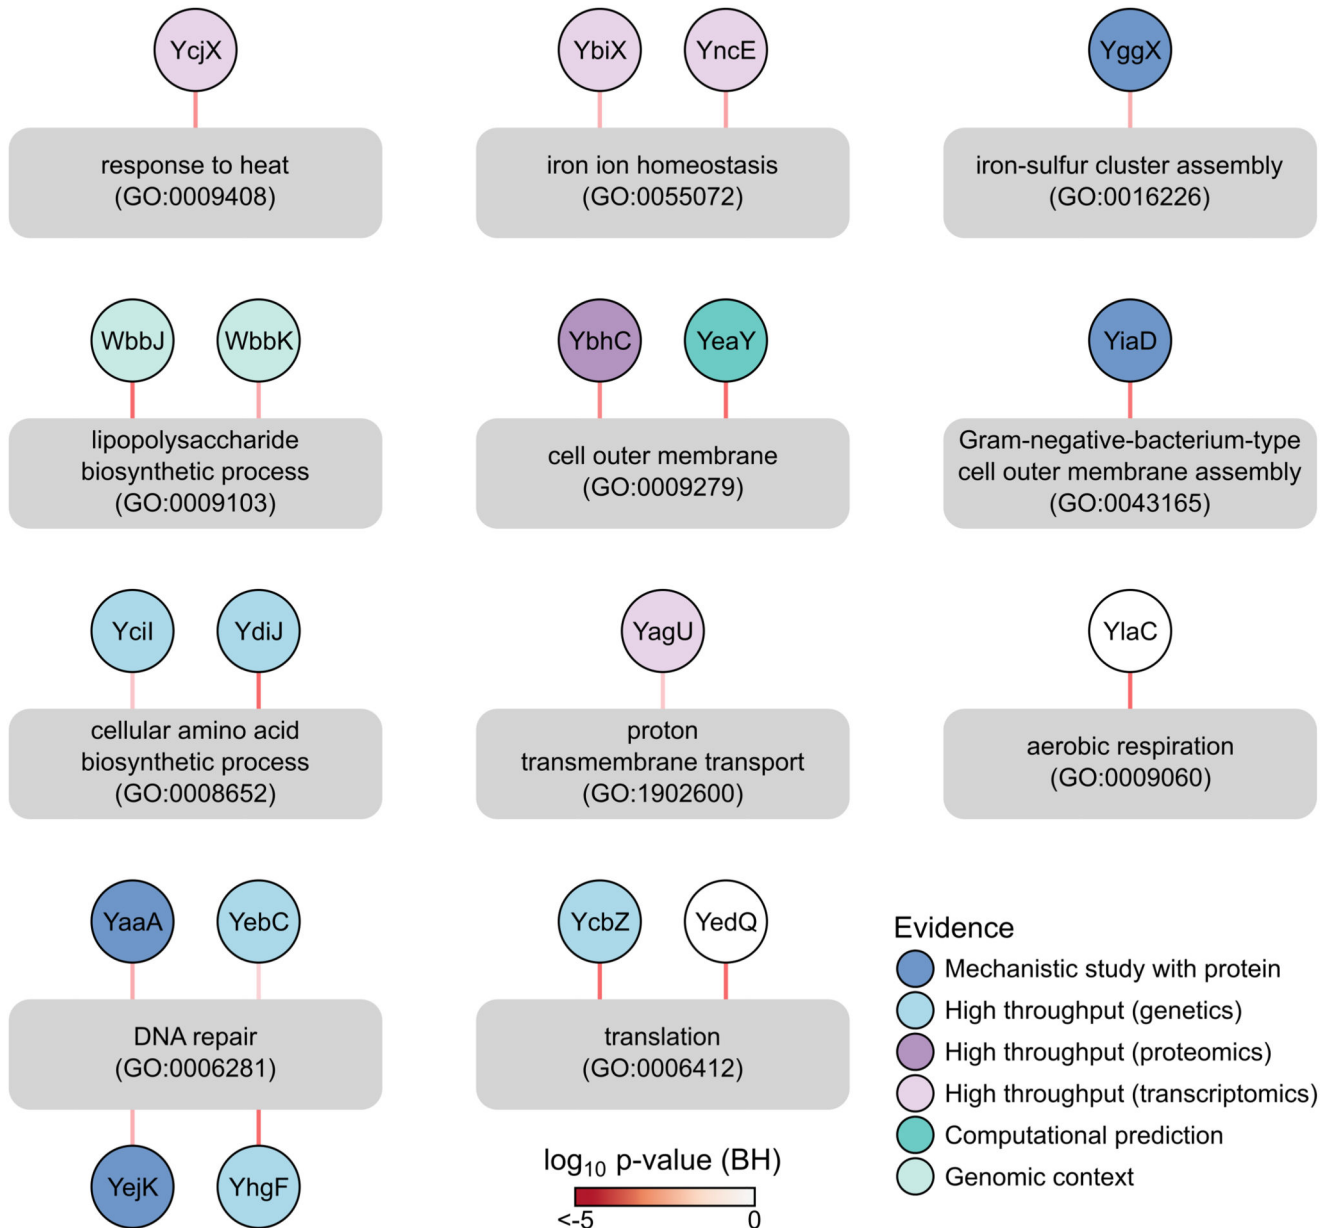 YcjX
YbiX YncE
YggX
response to heat
(GO:0009408)
iron ion homeostasis
(GO:0055072)
iron-sulfur cluster assembly
(GO:0016226)
WbbJ WbbK
YbhC YeaY
YiaD
lipopolysaccharide
biosynthetic process
(GO:0009103)
cell outer membrane
(GO:0009279)
Gram-negative-bacterium-type
cell outer membrane assembly
(GO:0043165)
YciI YdiJ
YagU
YlaC
cellular amino acid
biosynthetic process
(GO:0008652)
proton
transmembrane transport
(GO:1902600)
aerobic respiration
(GO:0009060)
YaaA YebC
YcbZ YedQ
DNA repair
(GO:0006281)
translation
(GO:0006412)
YejK YhgF
log10 p-value (BH)
<-5 0
Evidence
Mechanistic study with protein
High throughput (genetics)
High throughput (proteomics)
High throughput (transcriptomics)
Computational prediction
Genomic context